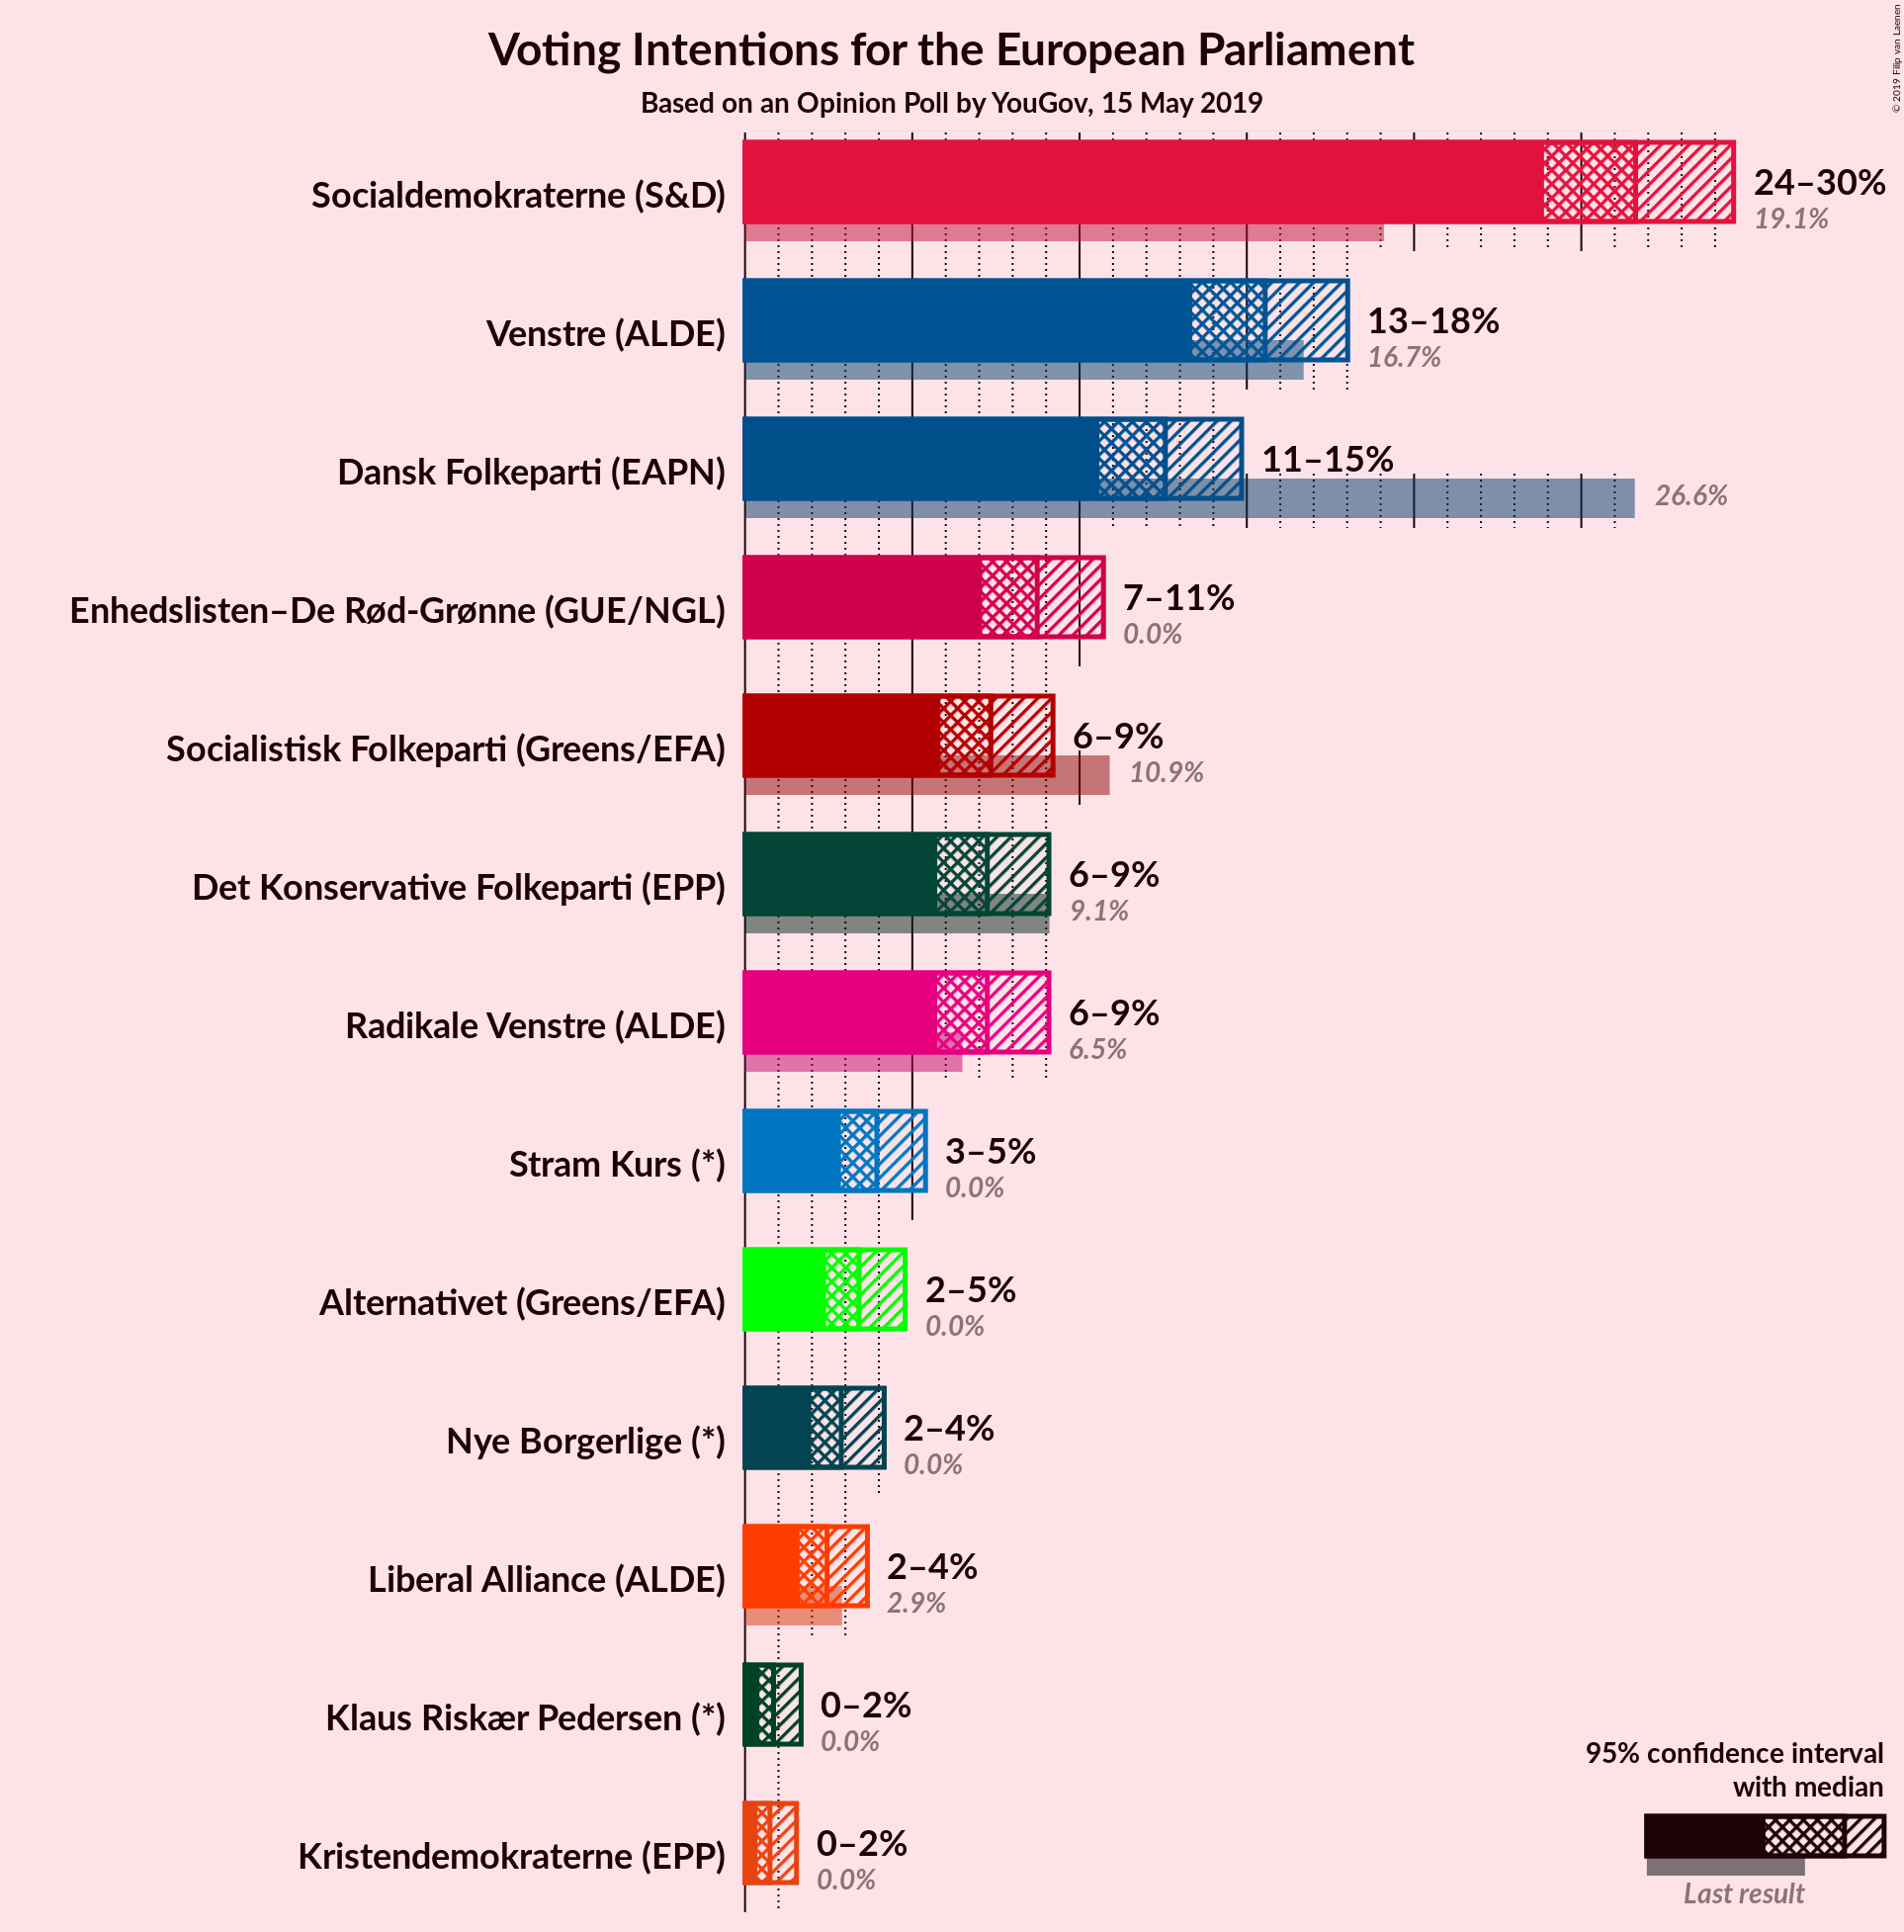 Voting Intentions for the European Parliament
Based on an Opinion Poll by YouGov, 15 May 2019
© 2019 Filip van Laenen
Socialdemokraterne (S&D)
24–30%
19.1%
Venstre (ALDE)
13–18%
16.7%
Dansk Folkeparti (EAPN)
11–15%
26.6%
Enhedslisten–De Rød-Grønne (GUE/NGL)
7–11%
0.0%
Socialistisk Folkeparti (Greens/EFA)
6–9%
10.9%
Det Konservative Folkeparti (EPP)
6–9%
9.1%
Radikale Venstre (ALDE)
6–9%
6.5%
Stram Kurs (*)
3–5%
0.0%
Alternativet (Greens/EFA)
2–5%
0.0%
Nye Borgerlige (*)
2–4%
0.0%
Liberal Alliance (ALDE)
2–4%
2.9%
Klaus Riskær Pedersen (*)
0–2%
0.0%
Kristendemokraterne (EPP)
0–2%
0.0%
95% confidence interval
with median
Last result